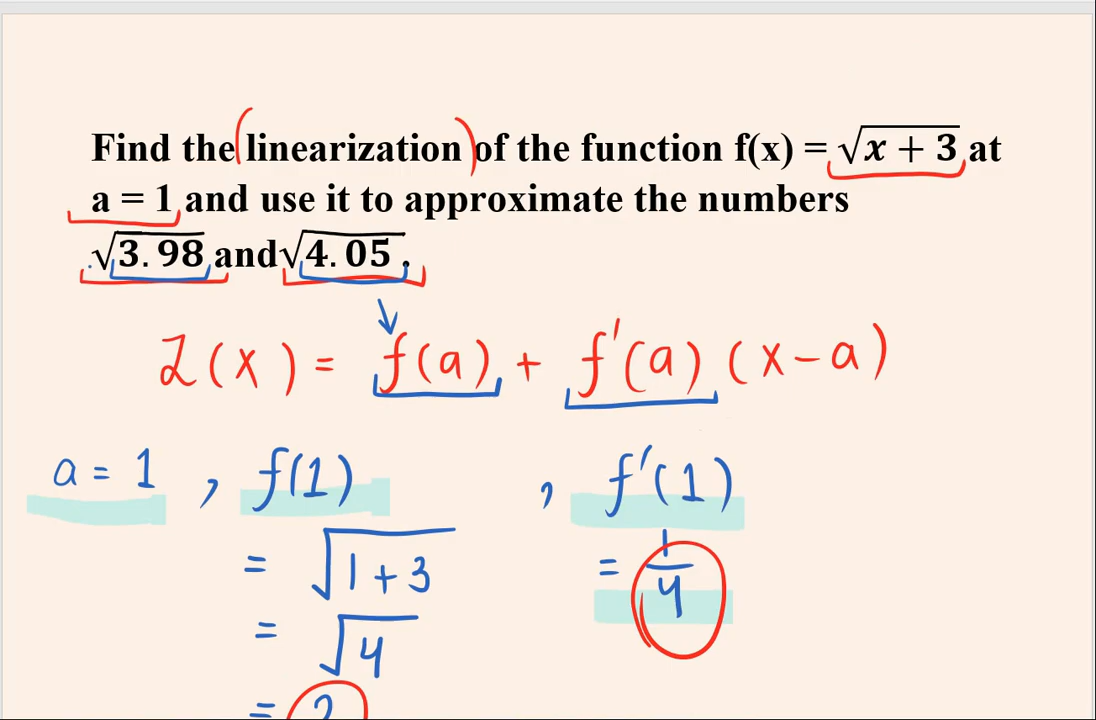 Find the (linearization) of the function f(x) = √x + 3 at
a = 1 and use it to approximate the numbers
√3.98 and √4.05.
L(x) = f(a) + f'(a)(x-a)
a = 1, f(1), f'(1)
= √1+3 = 1/4
= √4
= 2